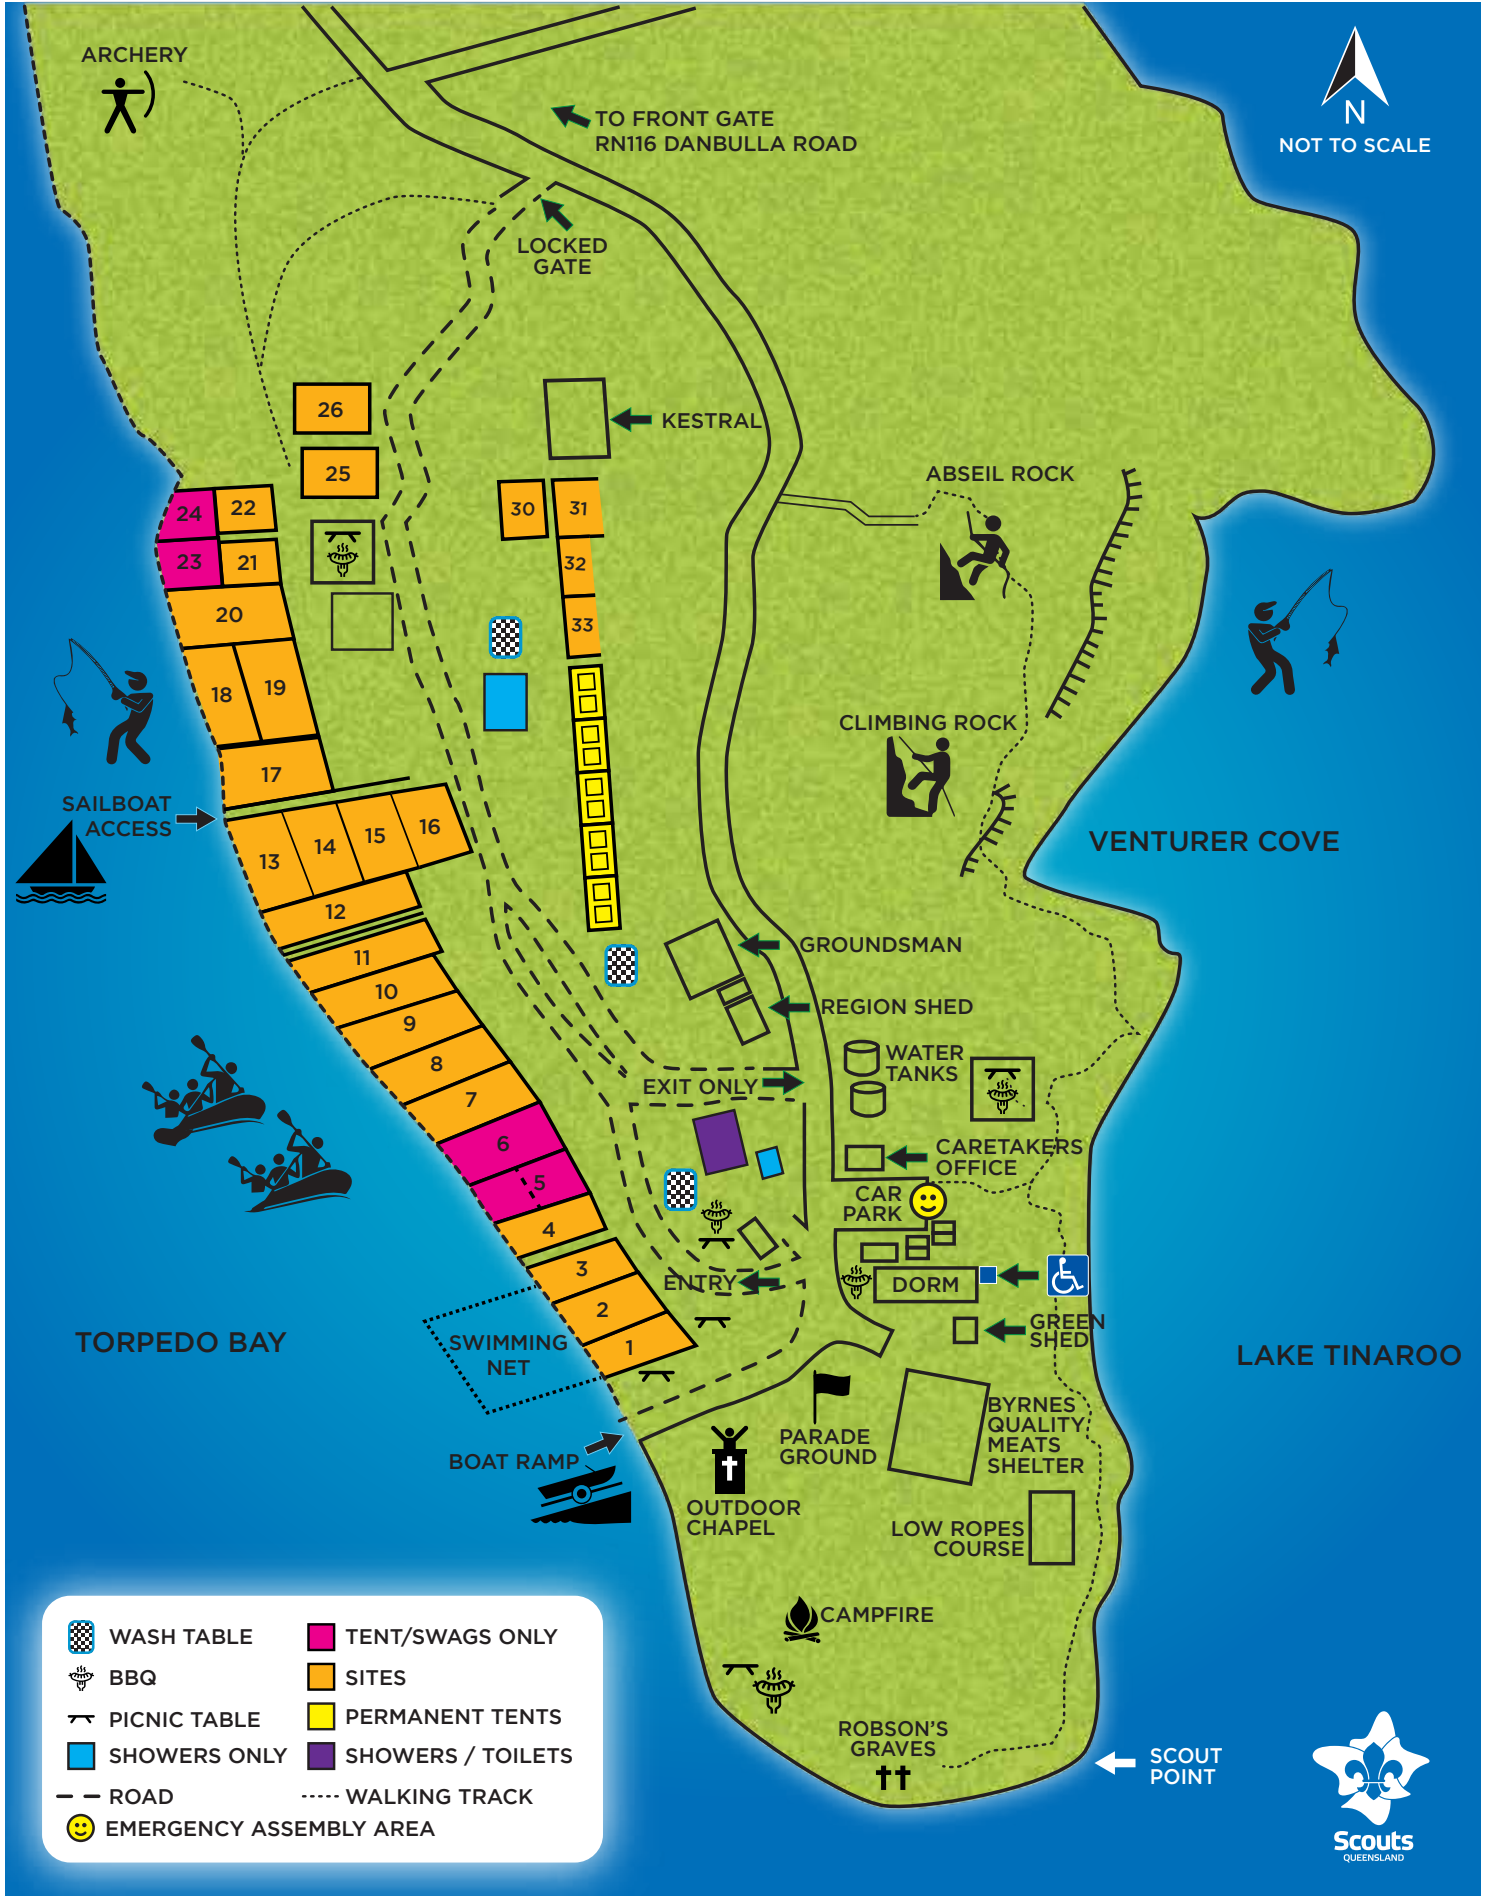 ARCHERY
N
NOT TO SCALE
TO FRONT GATE
RN116 DANBULLA ROAD
LOCKED
GATE
KESTRAL
26
25
24
22
23
21
20
18
19
17
30
31
32
33
ABSEIL ROCK
CLIMBING ROCK
SAILBOAT
ACCESS
13
14
15
16
12
11
10
9
8
7
6
5
4
3
2
1
VENTURER COVE
GROUNDSMAN
REGION SHED
WATER
TANKS
EXIT ONLY
CARETAKERS
OFFICE
CAR
PARK
ENTRY
DORM
GREEN
SHED
TORPEDO BAY
SWIMMING
NET
LAKE TINAROO
BOAT RAMP
PARADE
GROUND
BYRNES
QUALITY
MEATS
SHELTER
OUTDOOR
CHAPEL
LOW ROPES
COURSE
CAMPFIRE
ROBSON'S
GRAVES
SCOUT
POINT
WASH TABLE
BBQ
PICNIC TABLE
SHOWERS ONLY
ROAD
EMERGENCY ASSEMBLY AREA
TENT/SWAGS ONLY
SITES
PERMANENT TENTS
SHOWERS / TOILETS
WALKING TRACK
Scouts
QUEENSLAND